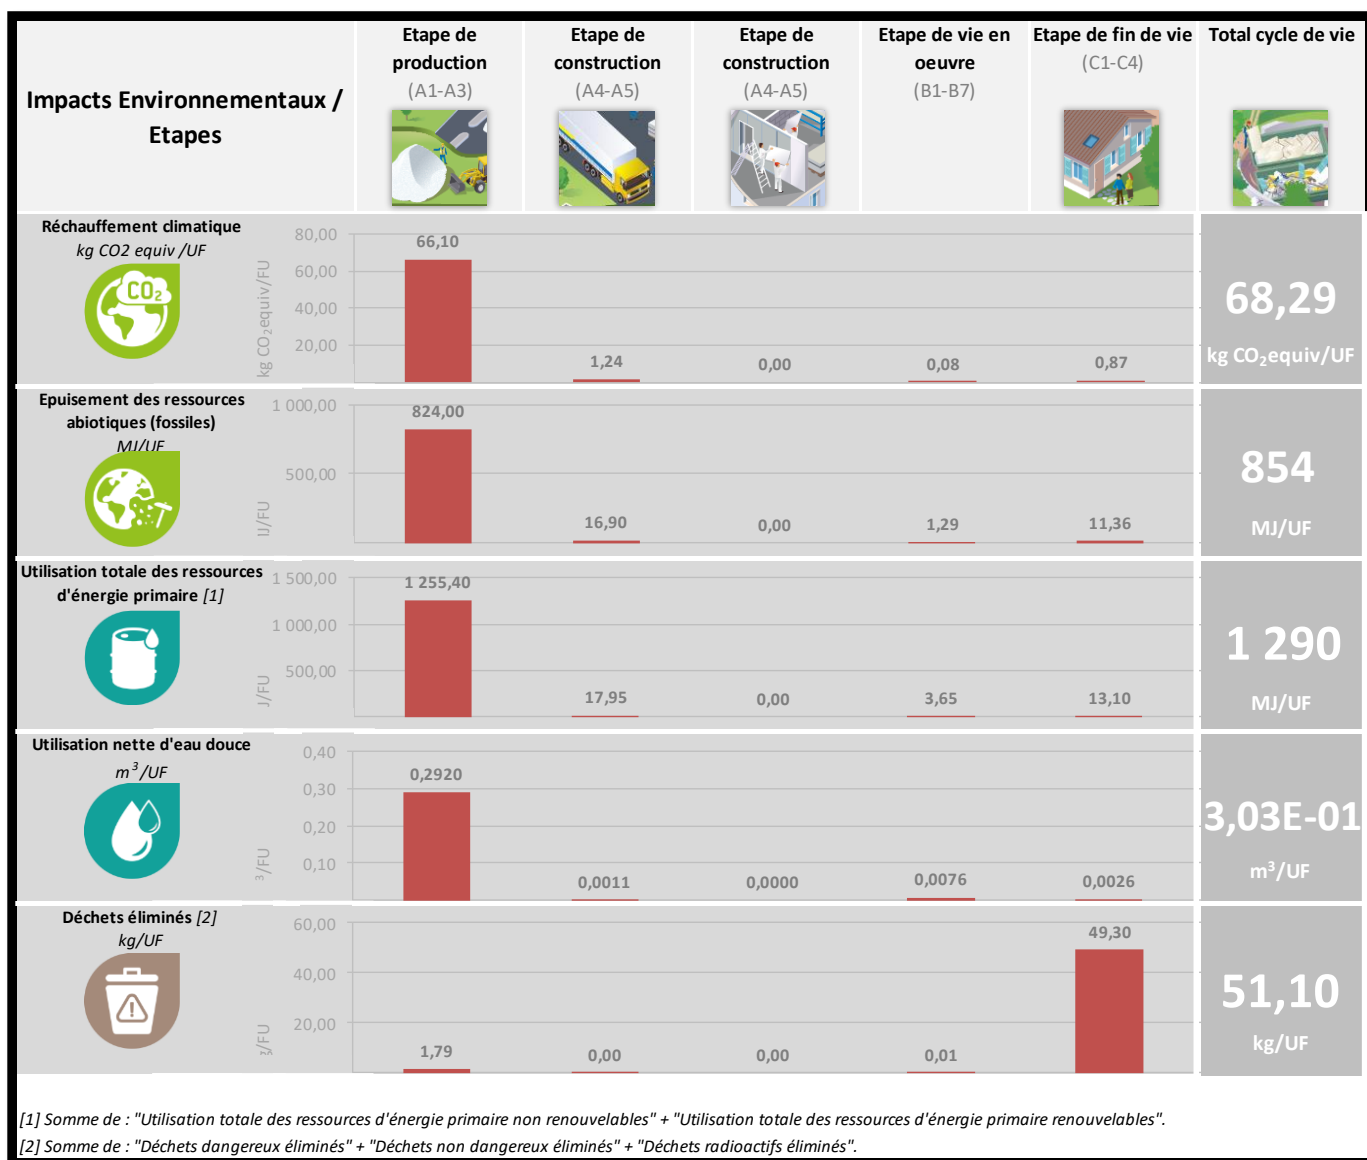 Impacts Environnementaux /
Etapes
Etape de
production
(A1-A3)
Etape de
construction
(A4-A5)
Etape de
construction
(A4-A5)
Etape de vie en
oeuvre
(B1-B7)
Etape de fin de vie
(C1-C4)
Total cycle de vie
Réchauffement climatique
kg CO2 equiv /UF
CO₂
kg CO₂equiv/FU
80,00
60,00
40,00
20,00
66,10
1,24
0,00
0,08
0,87
68,29
kg CO₂equiv/UF
Epuisement des ressources
abiotiques (fossiles)
MJ/UF
IJ/FU
1 000,00
500,00
824,00
16,90
0,00
1,29
11,36
854
MJ/UF
Utilisation totale des ressources
d'énergie primaire [1]
J/FU
1 500,00
1 000,00
500,00
1 255,40
17,95
0,00
3,65
13,10
1 290
MJ/UF
Utilisation nette d'eau douce
m³/UF
³/FU
0,40
0,30
0,20
0,10
0,2920
0,0011
0,0000
0,0076
0,0026
3,03E-01
m³/UF
Déchets éliminés [2]
kg/UF
/FU
60,00
40,00
20,00
1,79
0,00
0,00
0,01
49,30
51,10
kg/UF
[1] Somme de : "Utilisation totale des ressources d'énergie primaire non renouvelables" + "Utilisation totale des ressources d'énergie primaire renouvelables".
[2] Somme de : "Déchets dangereux éliminés" + "Déchets non dangereux éliminés" + "Déchets radioactifs éliminés".